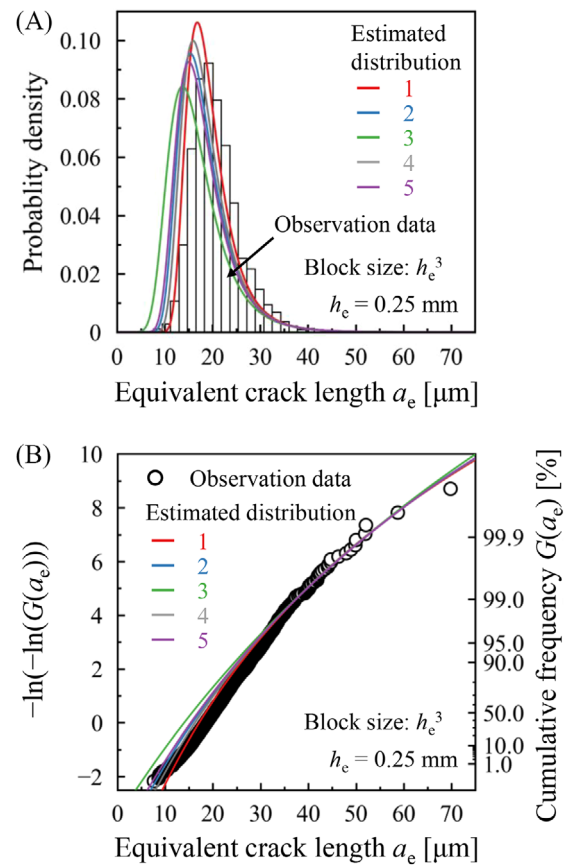 (A)
Probablity density
0.10
0.08
0.06
0.04
0.02
0
Estimated
distribution
1
2
3
4
5
Observation data
Block size: hₑ³
hₑ = 0.25 mm
0 10 20 30 40 50 60 70
Equivalent crack length aₑ [μm]
(B)
−ln(−ln(G(aₑ)))
10
8
6
4
2
0
−2
Observation data
Estimated distribution
1
2
3
4
5
Cumulative frequency G(aₑ) [%]
99.9
99.0
95.0
90.0
50.0
10.0
1.0
Block size: hₑ³
hₑ = 0.25 mm
0 10 20 30 40 50 60 70
Equivalent crack length aₑ [μm]